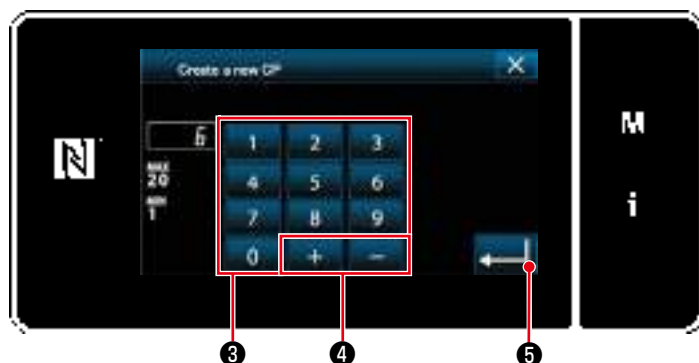 Create a new CP
X
M
6
1 2 3
N
MAX
20
4 5 6
MIN
1
7 8 9
i
0 + −
❸ ❹ ❺